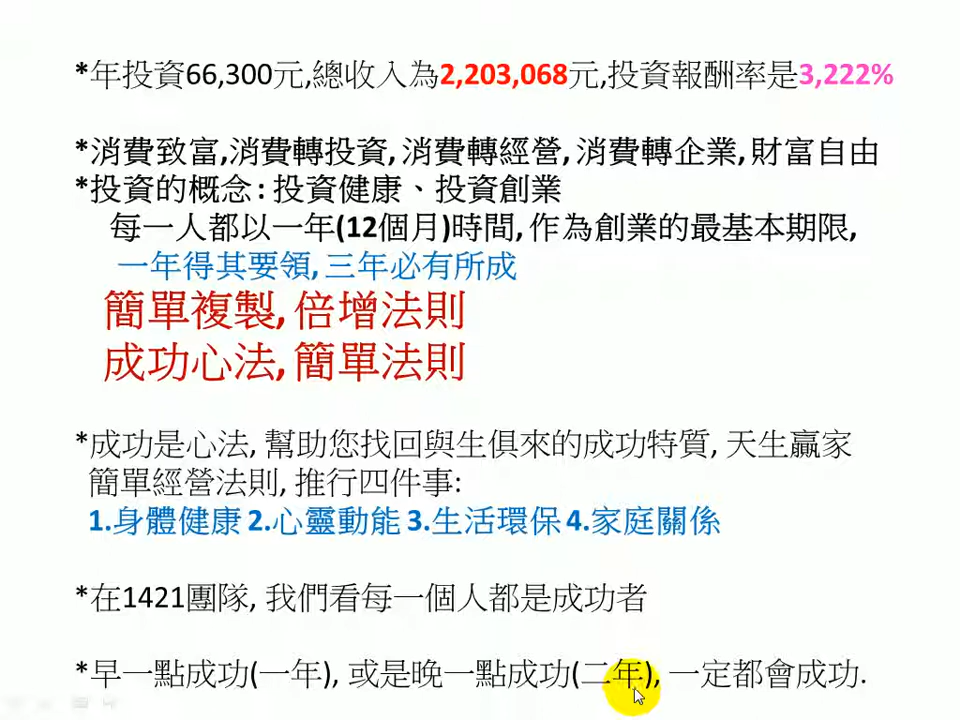 *年投資66,300元,總收入為2,203,068元,投資報酬率是3,222%
*消費致富,消費轉投資, 消費轉經營, 消費轉企業, 財富自由
*投資的概念 : 投資健康、投資創業
每一人都以一年(12個月)時間, 作為創業的最基本期限,
一年得其要領, 三年必有所成
簡單複製, 倍增法則
成功心法, 簡單法則
*成功是心法, 幫助您找回與生俱來的成功特質, 天生贏家
簡單經營法則, 推行四件事:
1.身體健康 2.心靈動能 3.生活環保 4.家庭關係
*在1421團隊, 我們看每一個人都是成功者
*早一點成功(一年), 或是晚一點成功(二年), 一定都會成功.